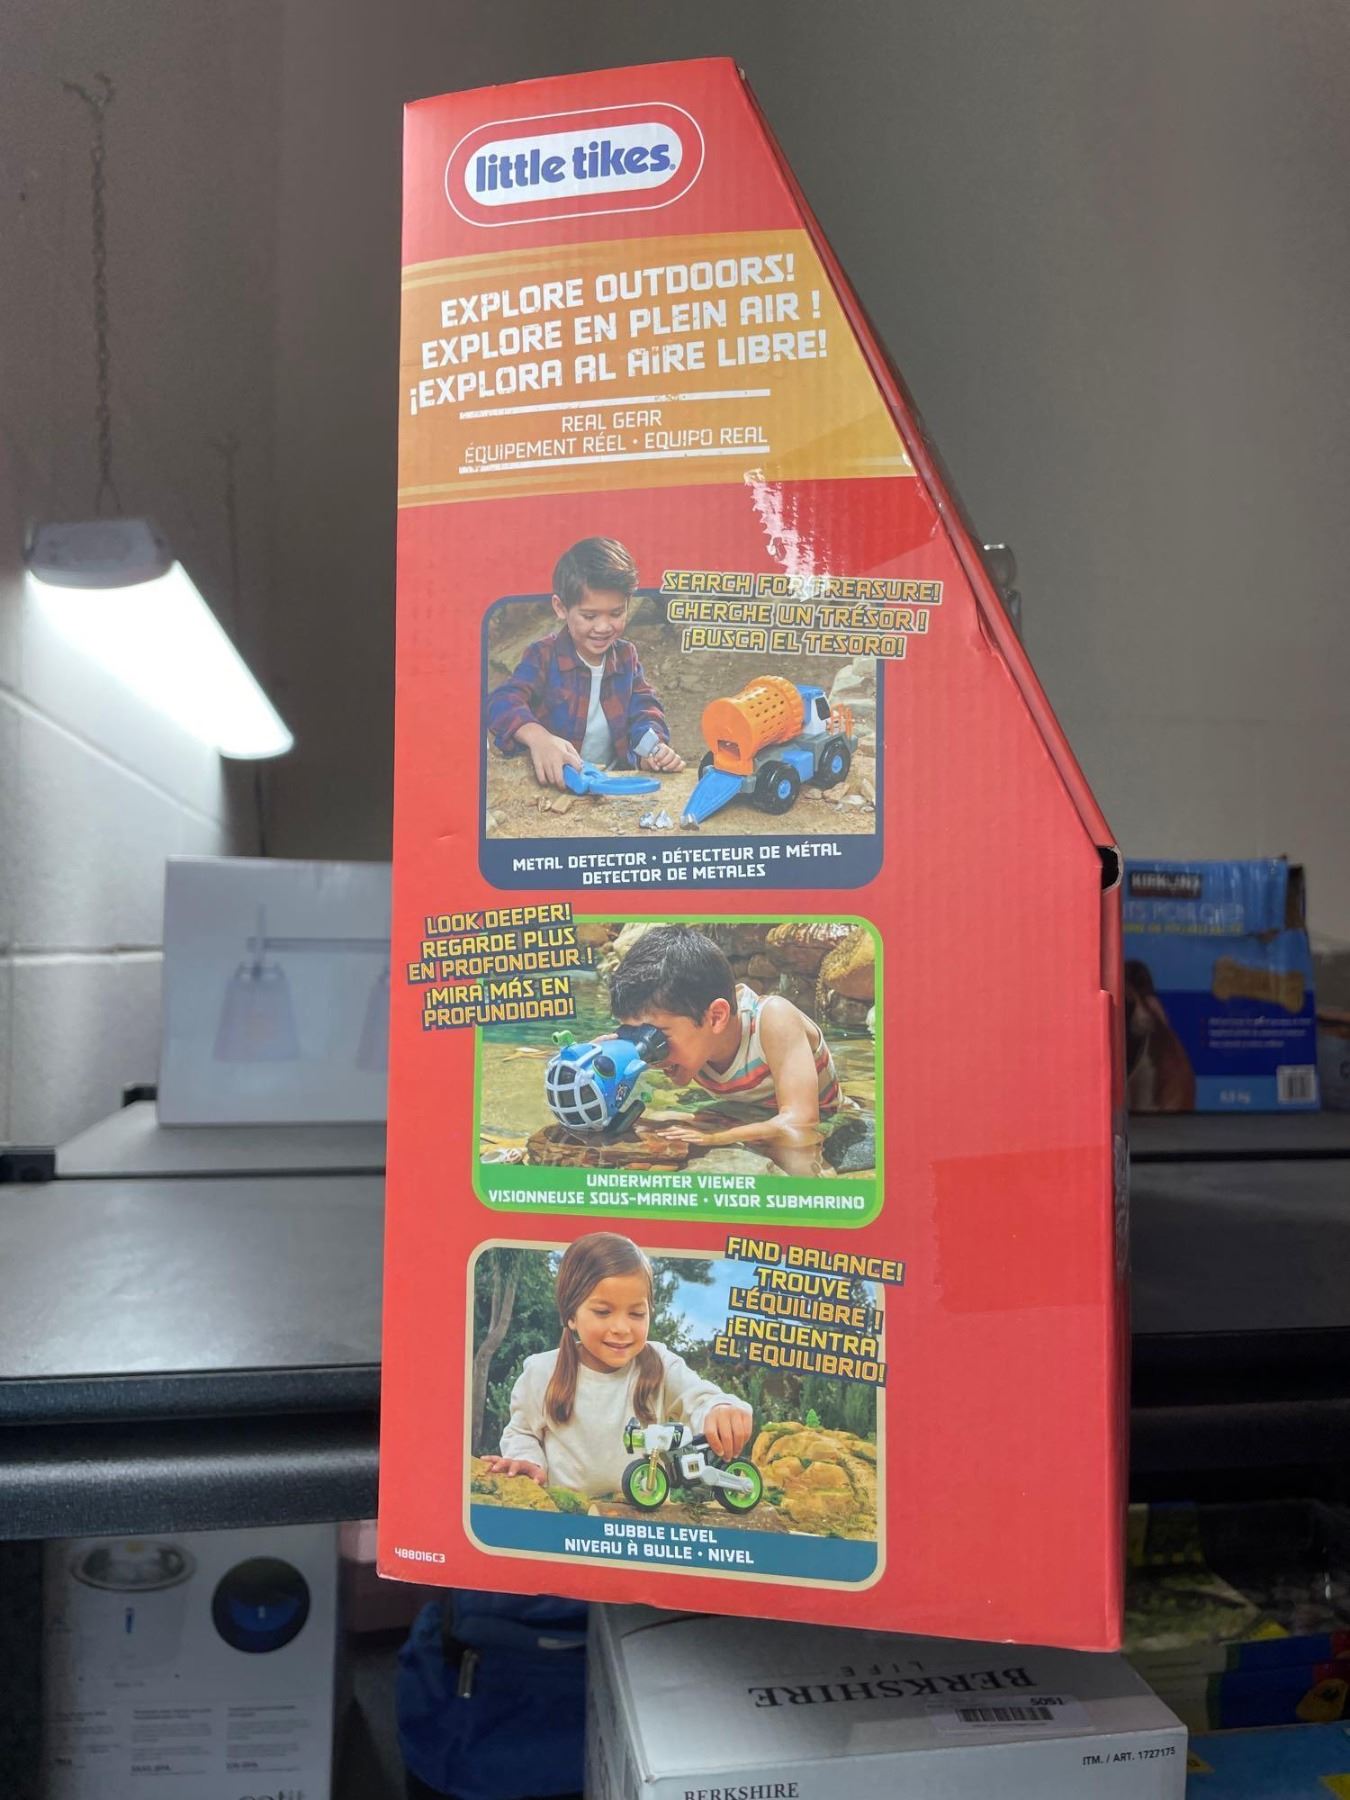 little tikes
EXPLORE OUTDOORS!
EXPLORE EN PLEIN AIR !
¡EXPLORA AL AIRE LIBRE!
REAL GEAR
ÉQUIPEMENT RÉEL • EQUIPO REAL
SEARCH FOR TREASURE!
CHERCHE UN TRÉSOR !
¡BUSCA EL TESORO!
METAL DETECTOR • DÉTECTEUR DE MÉTAL
DETECTOR DE METALES
LOOK DEEPER!
REGARDE PLUS
EN PROFONDEUR !
¡MIRA MÁS EN
PROFUNDIDAD!
UNDERWATER VIEWER
VISIONNEUSE SOUS-MARINE • VISOR SUBMARINO
FIND BALANCE!
TROUVE
L'ÉQUILIBRE !
¡ENCUENTRA
EL EQUILIBRIO!
BUBBLE LEVEL
NIVEAU À BULLE • NIVEL
488016C3
BERKSHIRE
LIFE
5051
ITM. / ART. 1727175
BERKSHIRE